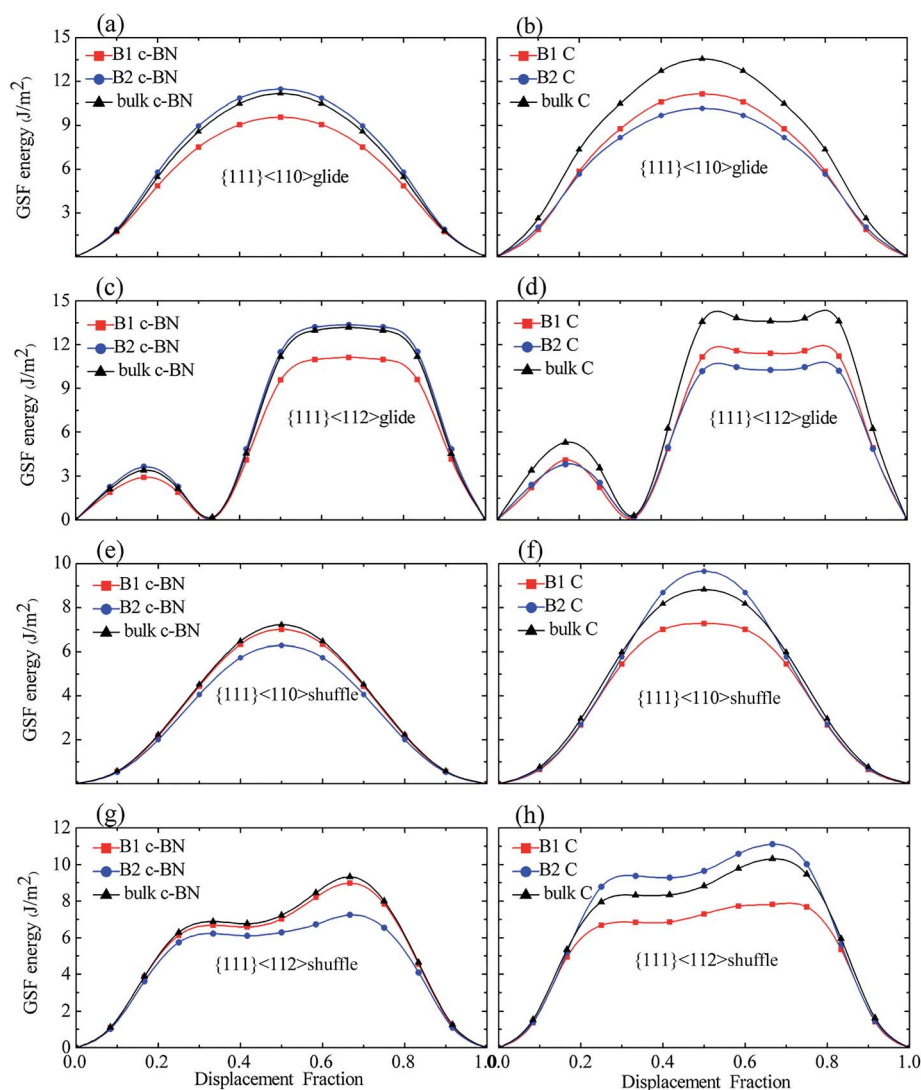 (a)
(b)
15
12
9
6
3
GSF energy J/m²)
B1 c-BN
B2 c-BN
bulk c-BN
{111}<110>glide
B1 C
B2 C
bulk C
{111}<110>glide
(c)
(d)
15
12
9
6
3
0
GSF energy (J/m²)
B1 c-BN
B2 c-BN
bulk c-BN
{111}<112>glide
B1 C
B2 C
bulk C
{111}<112>glide
(e)
(f)
10
8
6
4
2
GSF energy J/m²)
B1 c-BN
B2 c-BN
bulk c-BN
{111}<110>shuffle
B1 C
B2 C
bulk C
{111}<110>shuffle
(g)
(h)
12
10
8
6
4
2
0
GSF energy J/m²)
B1 c-BN
B2 c-BN
bulk c-BN
{111}<112>shuffle
B1 C
B2 C
bulk C
{111}<112>shuffle
0.0 0.2 0.4 0.6 0.8 1.0 0.0 0.2 0.4 0.6 0.8 1.0
Displacement Fraction
Displacement Fraction